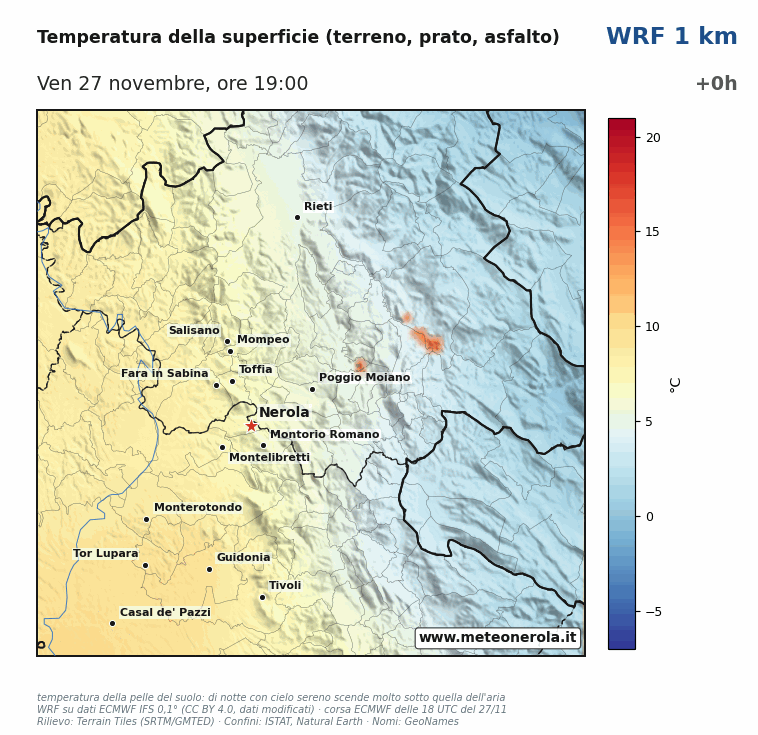 Temperatura della superficie (terreno, prato, asfalto)
WRF 1 km
Ven 27 novembre, ore 19:00
+0h
Rieti
Salisano
Mompeo
Toffia
Fara in Sabina
Poggio Moiano
Nerola
Montorio Romano
Montelibretti
Monterotondo
Tor Lupara
Guidonia
Tivoli
Casal de' Pazzi
www.meteonerola.it
20
15
10
5
0
−5
°C
temperatura della pelle del suolo: di notte con cielo sereno scende molto sotto quella dell'aria
WRF su dati ECMWF IFS 0,1° (CC BY 4.0, dati modificati) · corsa ECMWF delle 18 UTC del 27/11
Rilievo: Terrain Tiles (SRTM/GMTED) · Confini: ISTAT, Natural Earth · Nomi: GeoNames